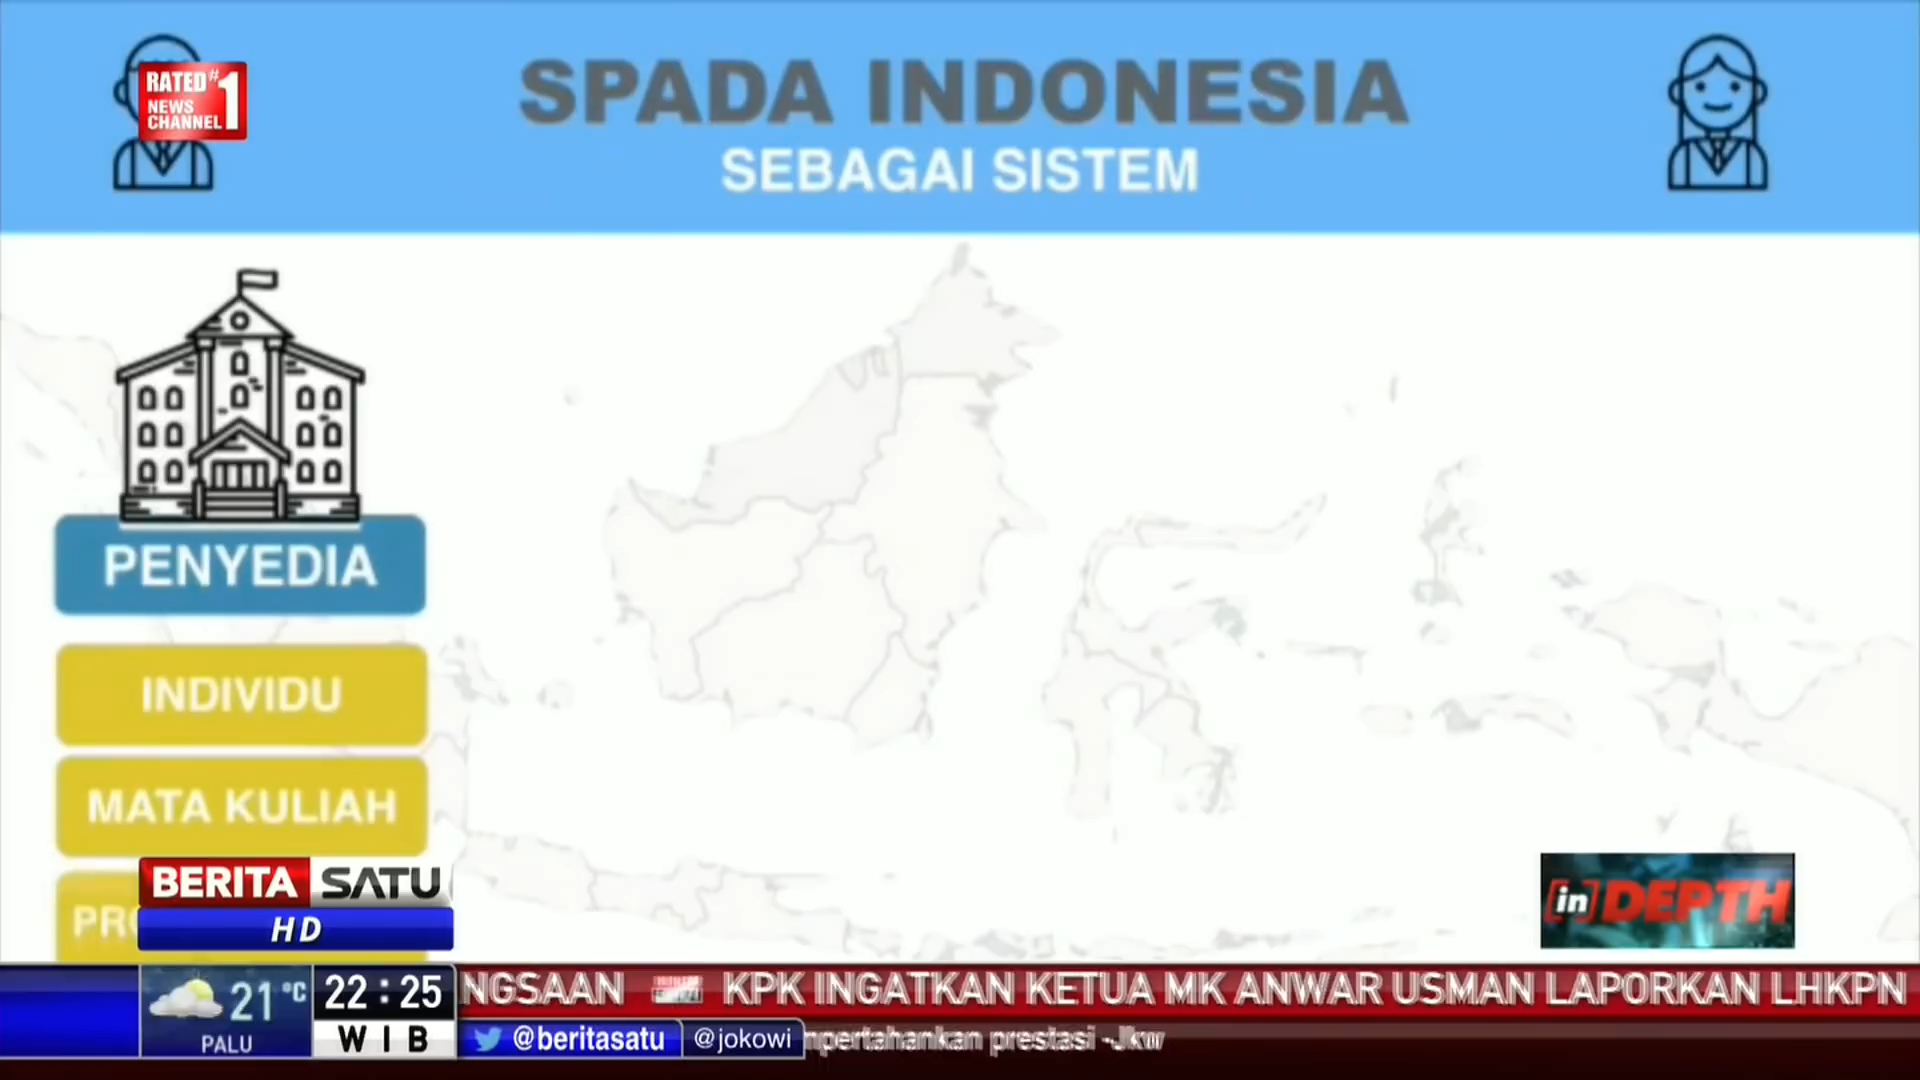 SPADA INDONESIA
SEBAGAI SISTEM
RATED #1
NEWS
CHANNEL
PENYEDIA
INDIVIDU
MATA KULIAH
BERITA SATU
HD
in DEPTH
21 °C
PALU
22 : 25
WIB
NGSAAN KPK INGATKAN KETUA MK ANWAR USMAN LAPORKAN LHKPN
@beritasatu @jokowi prestasi -Jkw